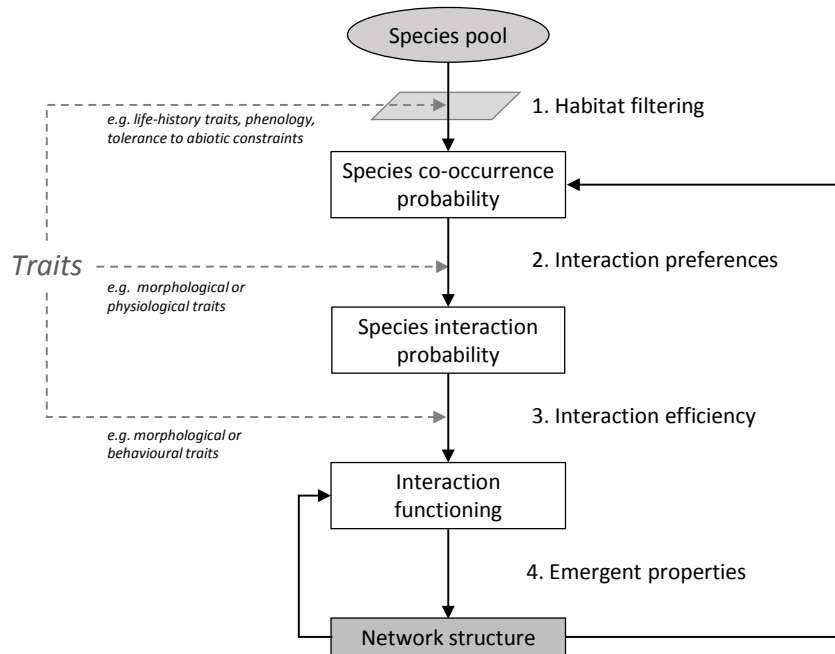 Species pool
1. Habitat filtering
e.g. life-history traits, phenology,
tolerance to abiotic constraints
Species co-occurrence
probability
Traits
2. Interaction preferences
e.g. morphological or
physiological traits
Species interaction
probability
3. Interaction efficiency
e.g. morphological or
behavioural traits
Interaction
functioning
4. Emergent properties
Network structure